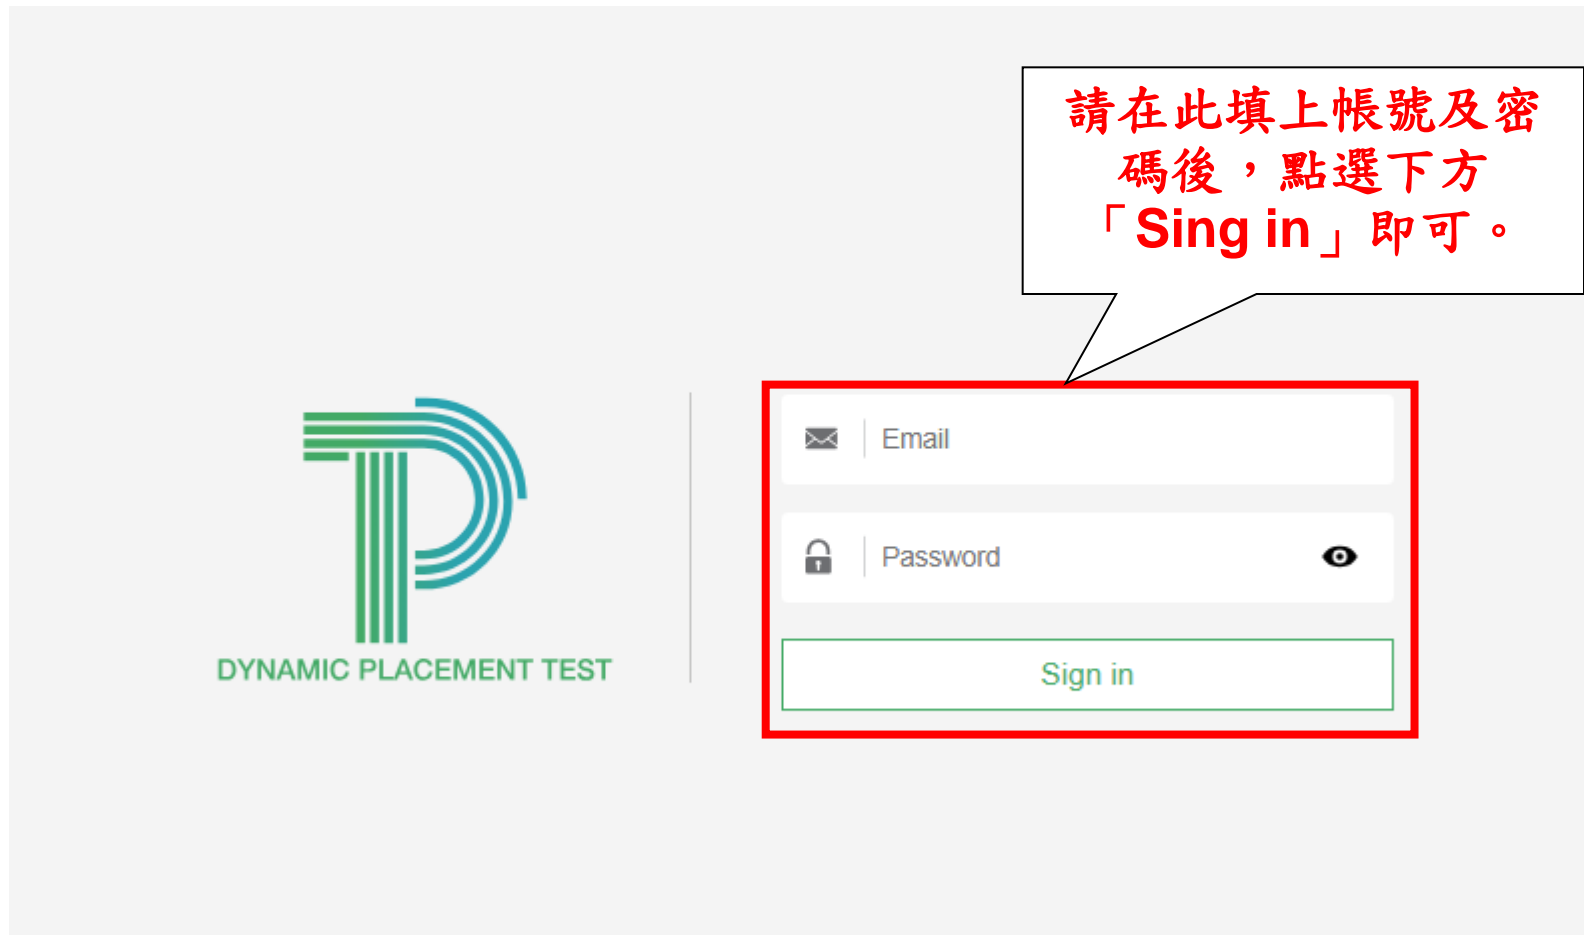 請在此填上帳號及密
碼後，點選下方
「Sing in」即可。
Email
Password
Sign in
DYNAMIC PLACEMENT TEST